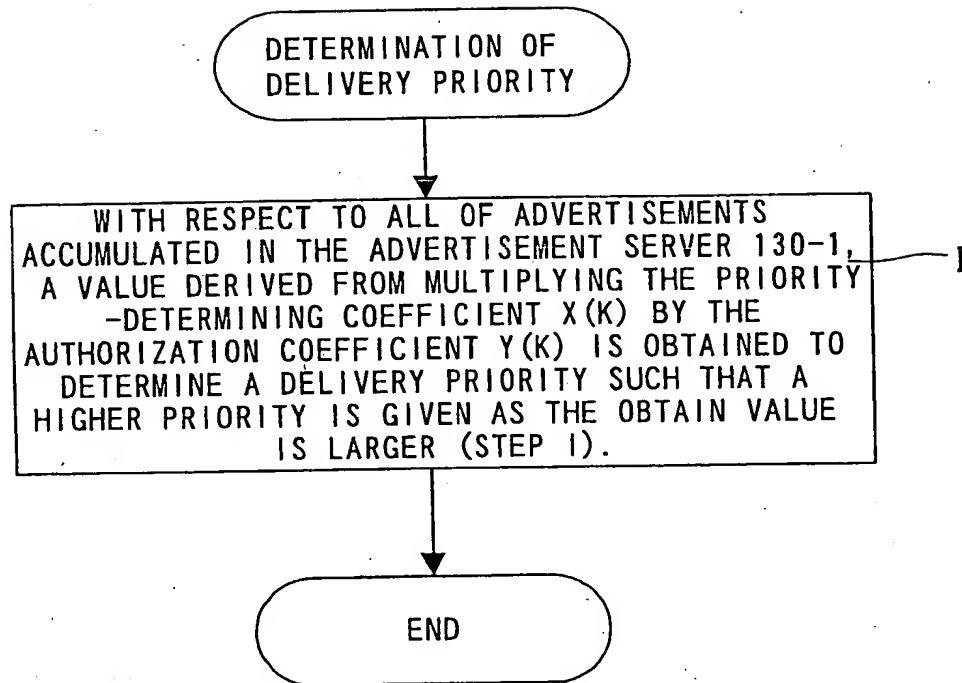 DETERMINATION OF
DELIVERY PRIORITY
WITH RESPECT TO ALL OF ADVERTISEMENTS
ACCUMULATED IN THE ADVERTISEMENT SERVER 130-1,
A VALUE DERIVED FROM MULTIPLYING THE PRIORITY
-DETERMINING COEFFICIENT X(K) BY THE
AUTHORIZATION COEFFICIENT Y(K) IS OBTAINED TO
DETERMINE A DELIVERY PRIORITY SUCH THAT A
HIGHER PRIORITY IS GIVEN AS THE OBTAIN VALUE
IS LARGER (STEP I).
I
END